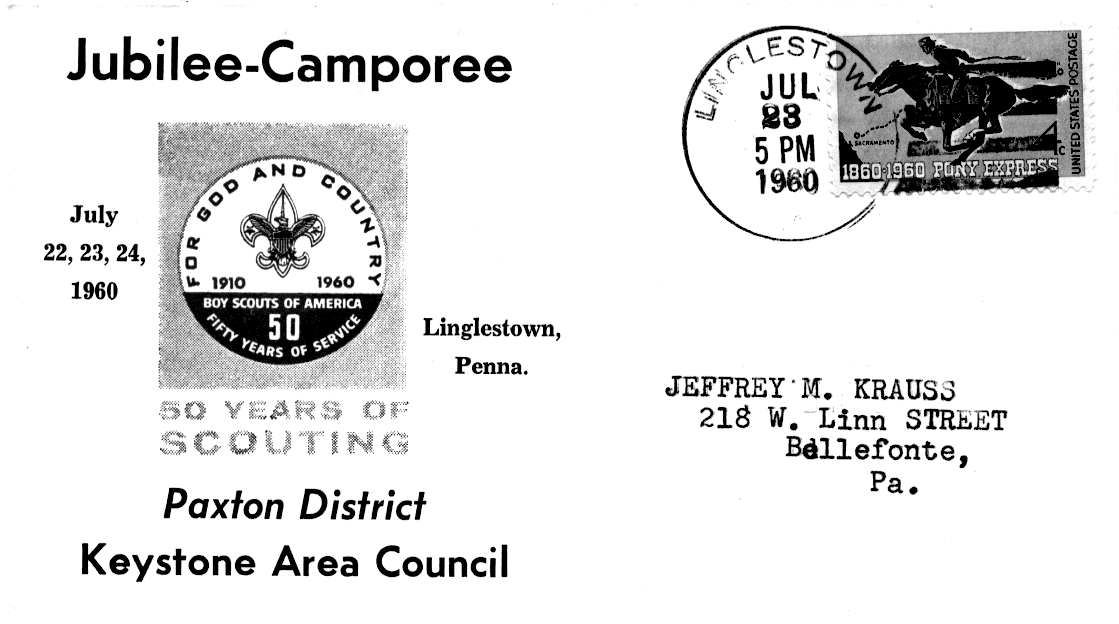 Jubilee-Camporee
July
22, 23, 24,
1960
FOR GOD AND COUNTRY
1910 1960
BOY SCOUTS OF AMERICA
50
FIFTY YEARS OF SERVICE
Linglestown,
Penna.
50 YEARS OF
SCOUTING
Paxton District
Keystone Area Council
LINGLESTOWN
JUL
23
5 PM
1960
SACRAMENTO
1860-1960 PONY EXPRESS
UNITED STATES POSTAGE
JEFFREY M. KRAUSS
218 W. Linn STREET
Bellefonte,
Pa.